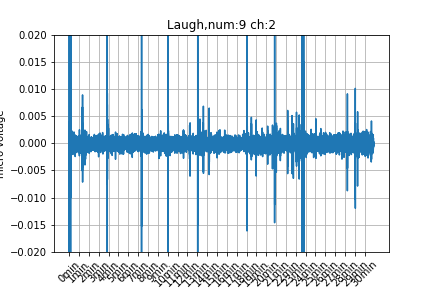 Laugh,num:9 ch:2
0.020
0.015
0.010
0.005
0.000
−0.005
−0.010
−0.015
−0.020
0min
1min
2min
3min
4min
5min
6min
7min
8min
9min
10min
11min
12min
13min
14min
15min
16min
17min
18min
19min
20min
21min
22min
23min
24min
25min
26min
27min
28min
29min
30min